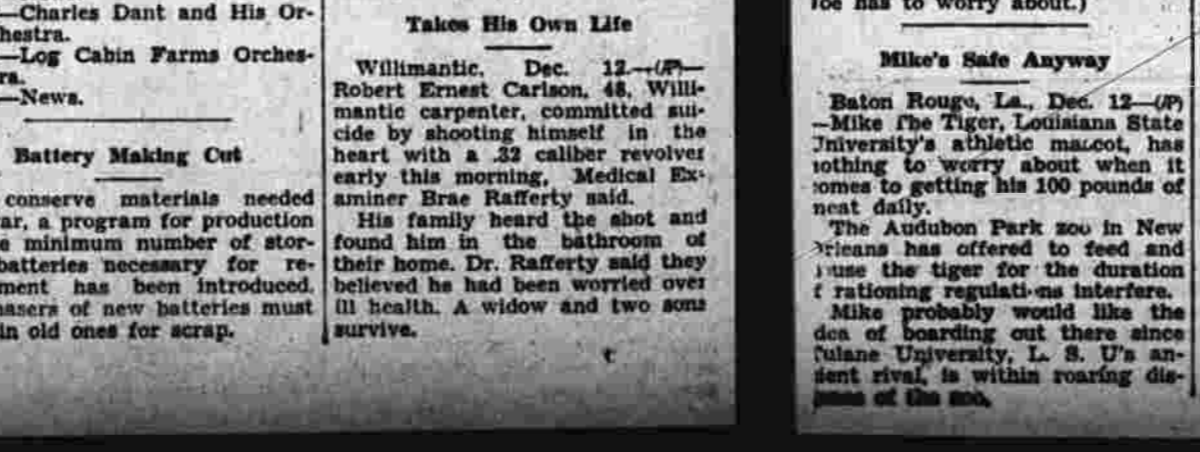 —Charles Dant and His Or-
hestra.
—Log Cabin Farms Orches-
ra.
—News.
Battery Making Cut
conserve materials needed
ar, a program for production
e minimum number of stor-
batteries necessary for re-
ment has been introduced.
asers of new batteries must
in old ones for scrap.
Takes His Own Life
Willimantic, Dec. 12.—(AP)—
Robert Ernest Carlson, 48, Willi-
mantic carpenter, committed sui-
cide by shooting himself in the
heart with a .32 caliber revolver
early this morning, Medical Ex-
aminer Brae Rafferty said.
His family heard the shot and
found him in the bathroom of
their home. Dr. Rafferty said they
believed he had been worried over
ill health. A widow and two sons
survive.
has to worry about.)
Mike's Safe Anyway
Baton Rouge, La., Dec. 12—(AP)
—Mike The Tiger, Louisiana State
University's athletic mascot, has
nothing to worry about when it
comes to getting his 100 pounds of
meat daily.
The Audubon Park zoo in New
Orleans has offered to feed and
house the tiger for the duration
f rationing regulations interfere.
Mike probably would like the
idea of boarding out there since
Tulane University, L. S. U's an-
cient rival, is within roaring dis-
of the zoo.